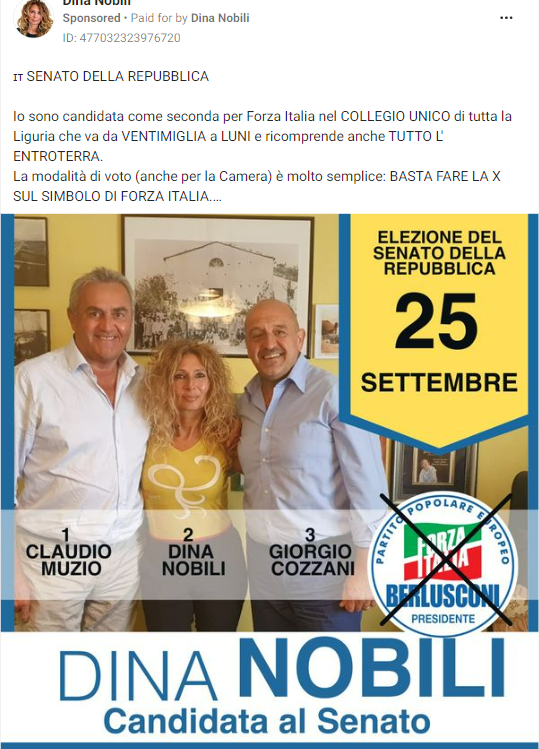 Dina Nobili
Sponsored • Paid for by Dina Nobili
ID: 477032323976720
IT SENATO DELLA REPUBBLICA
Io sono candidata come seconda per Forza Italia nel COLLEGIO UNICO di tutta la
Liguria che va da VENTIMIGLIA a LUNI e ricomprende anche TUTTO L'
ENTROTERRA.
La modalità di voto (anche per la Camera) è molto semplice: BASTA FARE LA X
SUL SIMBOLO DI FORZA ITALIA....
ELEZIONE DEL
SENATO DELLA
REPUBBLICA
25
SETTEMBRE
1
CLAUDIO
MUZIO
2
DINA
NOBILI
3
GIORGIO
COZZANI
PARTITO POPOLARE EUROPEO
FORZA
ITALIA
BERLUSCONI
PRESIDENTE
DINA NOBILI
Candidata al Senato